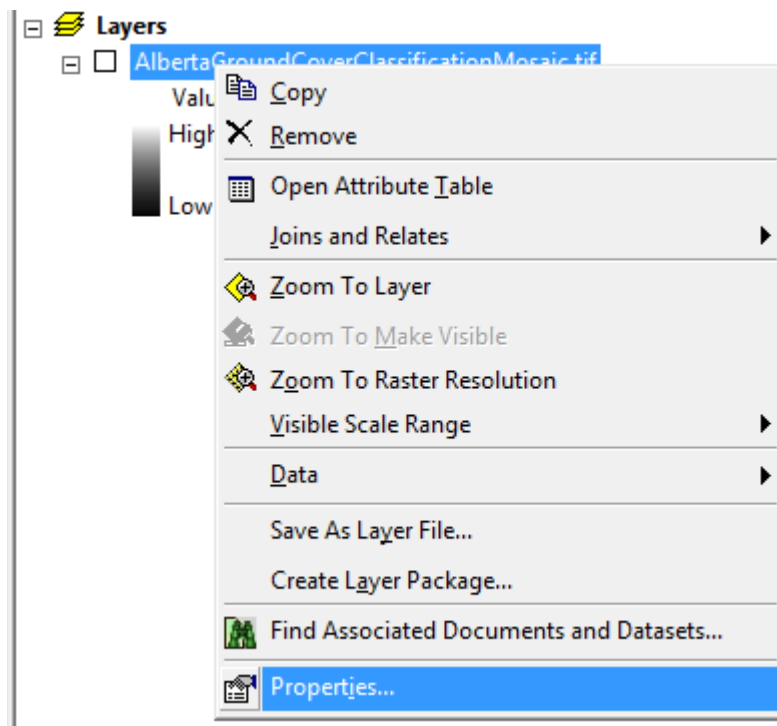 Layers
AlbertaGroundCoverClassificationMosaic.tif
Valu
High
Low
Copy
Remove
Open Attribute Table
Joins and Relates
Zoom To Layer
Zoom To Make Visible
Zoom To Raster Resolution
Visible Scale Range
Data
Save As Layer File...
Create Layer Package...
Find Associated Documents and Datasets...
Properties...